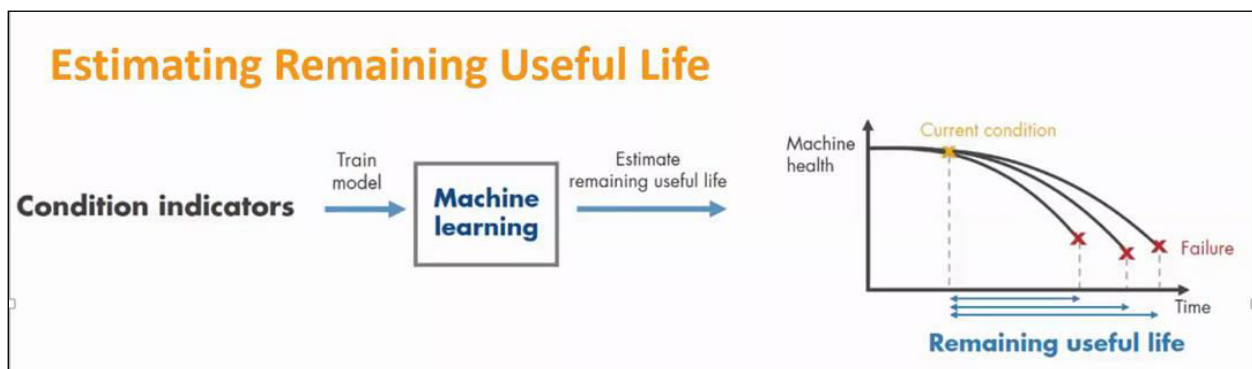 Estimating Remaining Useful Life
Condition indicators
Train
model
Machine
learning
Estimate
remaining useful life
Machine
health
Current condition
Failure
Time
Remaining useful life